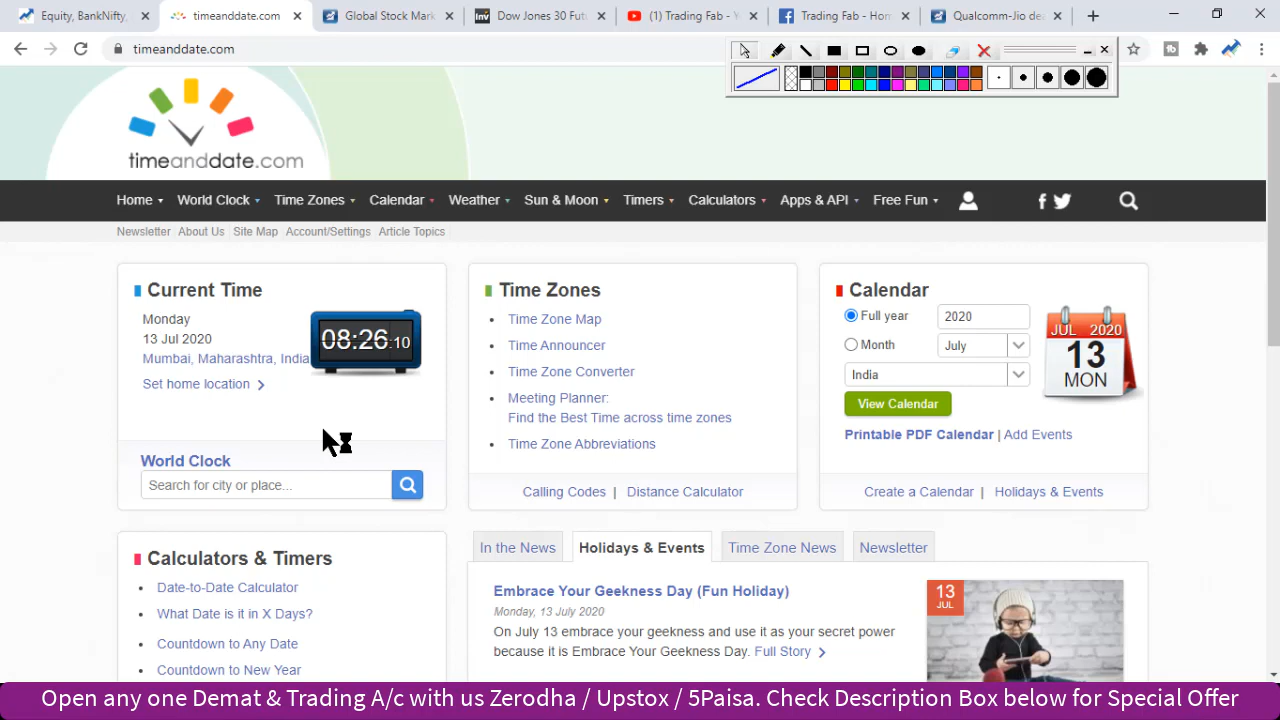 Equity, BankNifty,
timeanddate.com
Global Stock Mark
Inv
Dow Jones 30 Fut
(1) Trading Fab - Yo
Trading Fab - Hom
Qualcomm-Jio dea
timeanddate.com
timeanddate.com
Home
World Clock
Time Zones
Calendar
Weather
Sun & Moon
Timers
Calculators
Apps & API
Free Fun
Newsletter
About Us
Site Map
Account/Settings
Article Topics
Current Time
Monday
13 Jul 2020
Mumbai, Maharashtra, India
Set home location
08:26:10
World Clock
Search for city or place...
Time Zones
Time Zone Map
Time Announcer
Time Zone Converter
Meeting Planner:
Find the Best Time across time zones
Time Zone Abbreviations
Calling Codes | Distance Calculator
Calendar
Full year
2020
Month
July
India
View Calendar
JUL 2020
13
MON
Printable PDF Calendar | Add Events
Create a Calendar | Holidays & Events
Calculators & Timers
Date-to-Date Calculator
What Date is it in X Days?
Countdown to Any Date
Countdown to New Year
In the News
Holidays & Events
Time Zone News
Newsletter
Embrace Your Geekness Day (Fun Holiday)
Monday, 13 July 2020
On July 13 embrace your geekness and use it as your secret power
because it is Embrace Your Geekness Day. Full Story
13
JUL
Open any one Demat & Trading A/c with us Zerodha / Upstox / 5Paisa. Check Description Box below for Special Offer